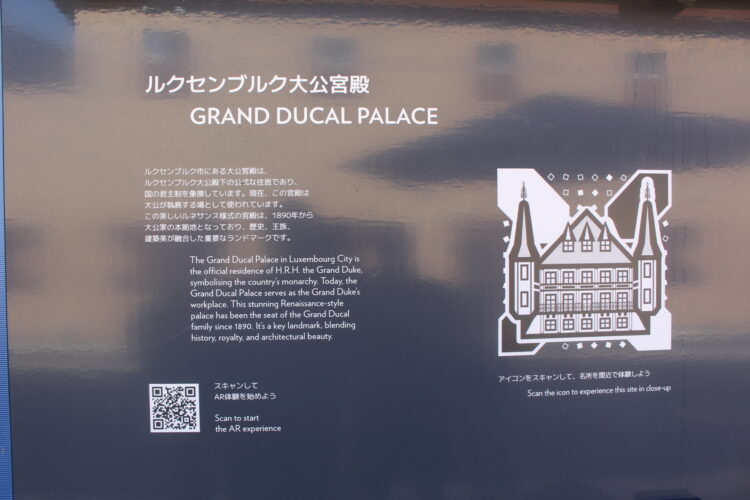 ルクセンブルク大公宮殿
GRAND DUCAL PALACE
ルクセンブルク市にある大公宮殿は、
ルクセンブルク大公殿下の公式な住居であり、
国の君主制を象徴しています。現在、この宮殿は
大公が執務する場として使われています。
この美しいルネサンス様式の宮殿は、1890年から
大公家の本拠地となっており、歴史、王族、
建築美が融合した重要なランドマークです。
The Grand Ducal Palace in Luxembourg City is
the official residence of H.R.H. the Grand Duke,
symbolising the country's monarchy. Today, the
Grand Ducal Palace serves as the Grand Duke's
workplace. This stunning Renaissance-style
palace has been the seat of the Grand Ducal
family since 1890. It's a key landmark, blending
history, royalty, and architectural beauty.
スキャンして
AR体験を始めよう
Scan to start
the AR experience
アイコンをスキャンして、名所を間近で体験しよう
Scan the icon to experience this site in close-up